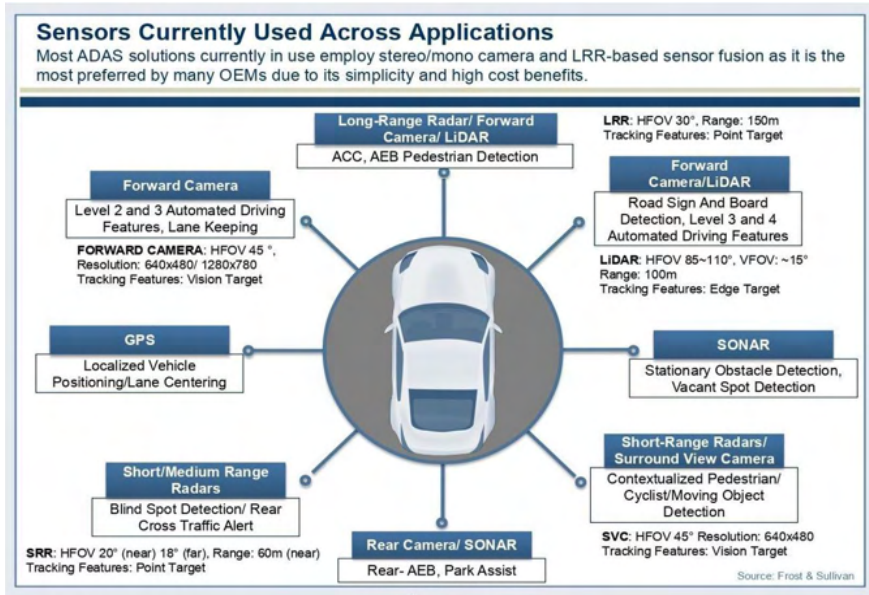 Sensors Currently Used Across Applications
Most ADAS solutions currently in use employ stereo/mono camera and LRR-based sensor fusion as it is the
most preferred by many OEMs due to its simplicity and high cost benefits.
Long-Range Radar/ Forward
Camera/ LiDAR
ACC, AEB Pedestrian Detection
LRR: HFOV 30°, Range: 150m
Tracking Features: Point Target
Forward Camera
Level 2 and 3 Automated Driving
Features, Lane Keeping
FORWARD CAMERA: HFOV 45 °,
Resolution: 640x480/ 1280x780
Tracking Features: Vision Target
Forward
Camera/LiDAR
Road Sign And Board
Detection, Level 3 and 4
Automated Driving Features
LiDAR: HFOV 85~110°, VFOV: ~15°
Range: 100m
Tracking Features: Edge Target
GPS
Localized Vehicle
Positioning/Lane Centering
SONAR
Stationary Obstacle Detection,
Vacant Spot Detection
Short/Medium Range
Radars
Blind Spot Detection/ Rear
Cross Traffic Alert
SRR: HFOV 20° (near) 18° (far), Range: 60m (near)
Tracking Features: Point Target
Rear Camera/ SONAR
Rear- AEB, Park Assist
Short-Range Radars/
Surround View Camera
Contextualized Pedestrian/
Cyclist/Moving Object
Detection
SVC: HFOV 45° Resolution: 640x480
Tracking Features: Vision Target
Source: Frost & Sullivan